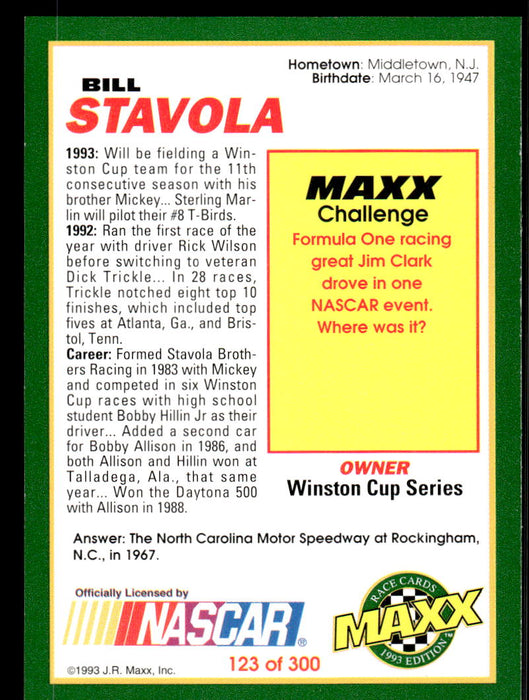 Hometown: Middletown, N.J.
Birthdate: March 16, 1947
BILL
STAVOLA
1993: Will be fielding a Win-
ston Cup team for the 11th
consecutive season with his
brother Mickey... Sterling Mar-
lin will pilot their #8 T-Birds.
1992: Ran the first race of the
year with driver Rick Wilson
before switching to veteran
Dick Trickle... In 28 races,
Trickle notched eight top 10
finishes, which included top
fives at Atlanta, Ga., and Bris-
tol, Tenn.
Career: Formed Stavola Broth-
ers Racing in 1983 with Mickey
and competed in six Winston
Cup races with high school
student Bobby Hillin Jr as their
driver... Added a second car
for Bobby Allison in 1986, and
both Allison and Hillin won at
Talladega, Ala., that same
year... Won the Daytona 500
with Allison in 1988.
MAXX
Challenge
Formula One racing
great Jim Clark
drove in one
NASCAR event.
Where was it?
OWNER
Winston Cup Series
Answer: The North Carolina Motor Speedway at Rockingham,
N.C., in 1967.
Officially Licensed by
NASCAR®
©1993 J.R. Maxx, Inc.
123 of 300
RACE CARDS
MAXX
1993 EDITION™